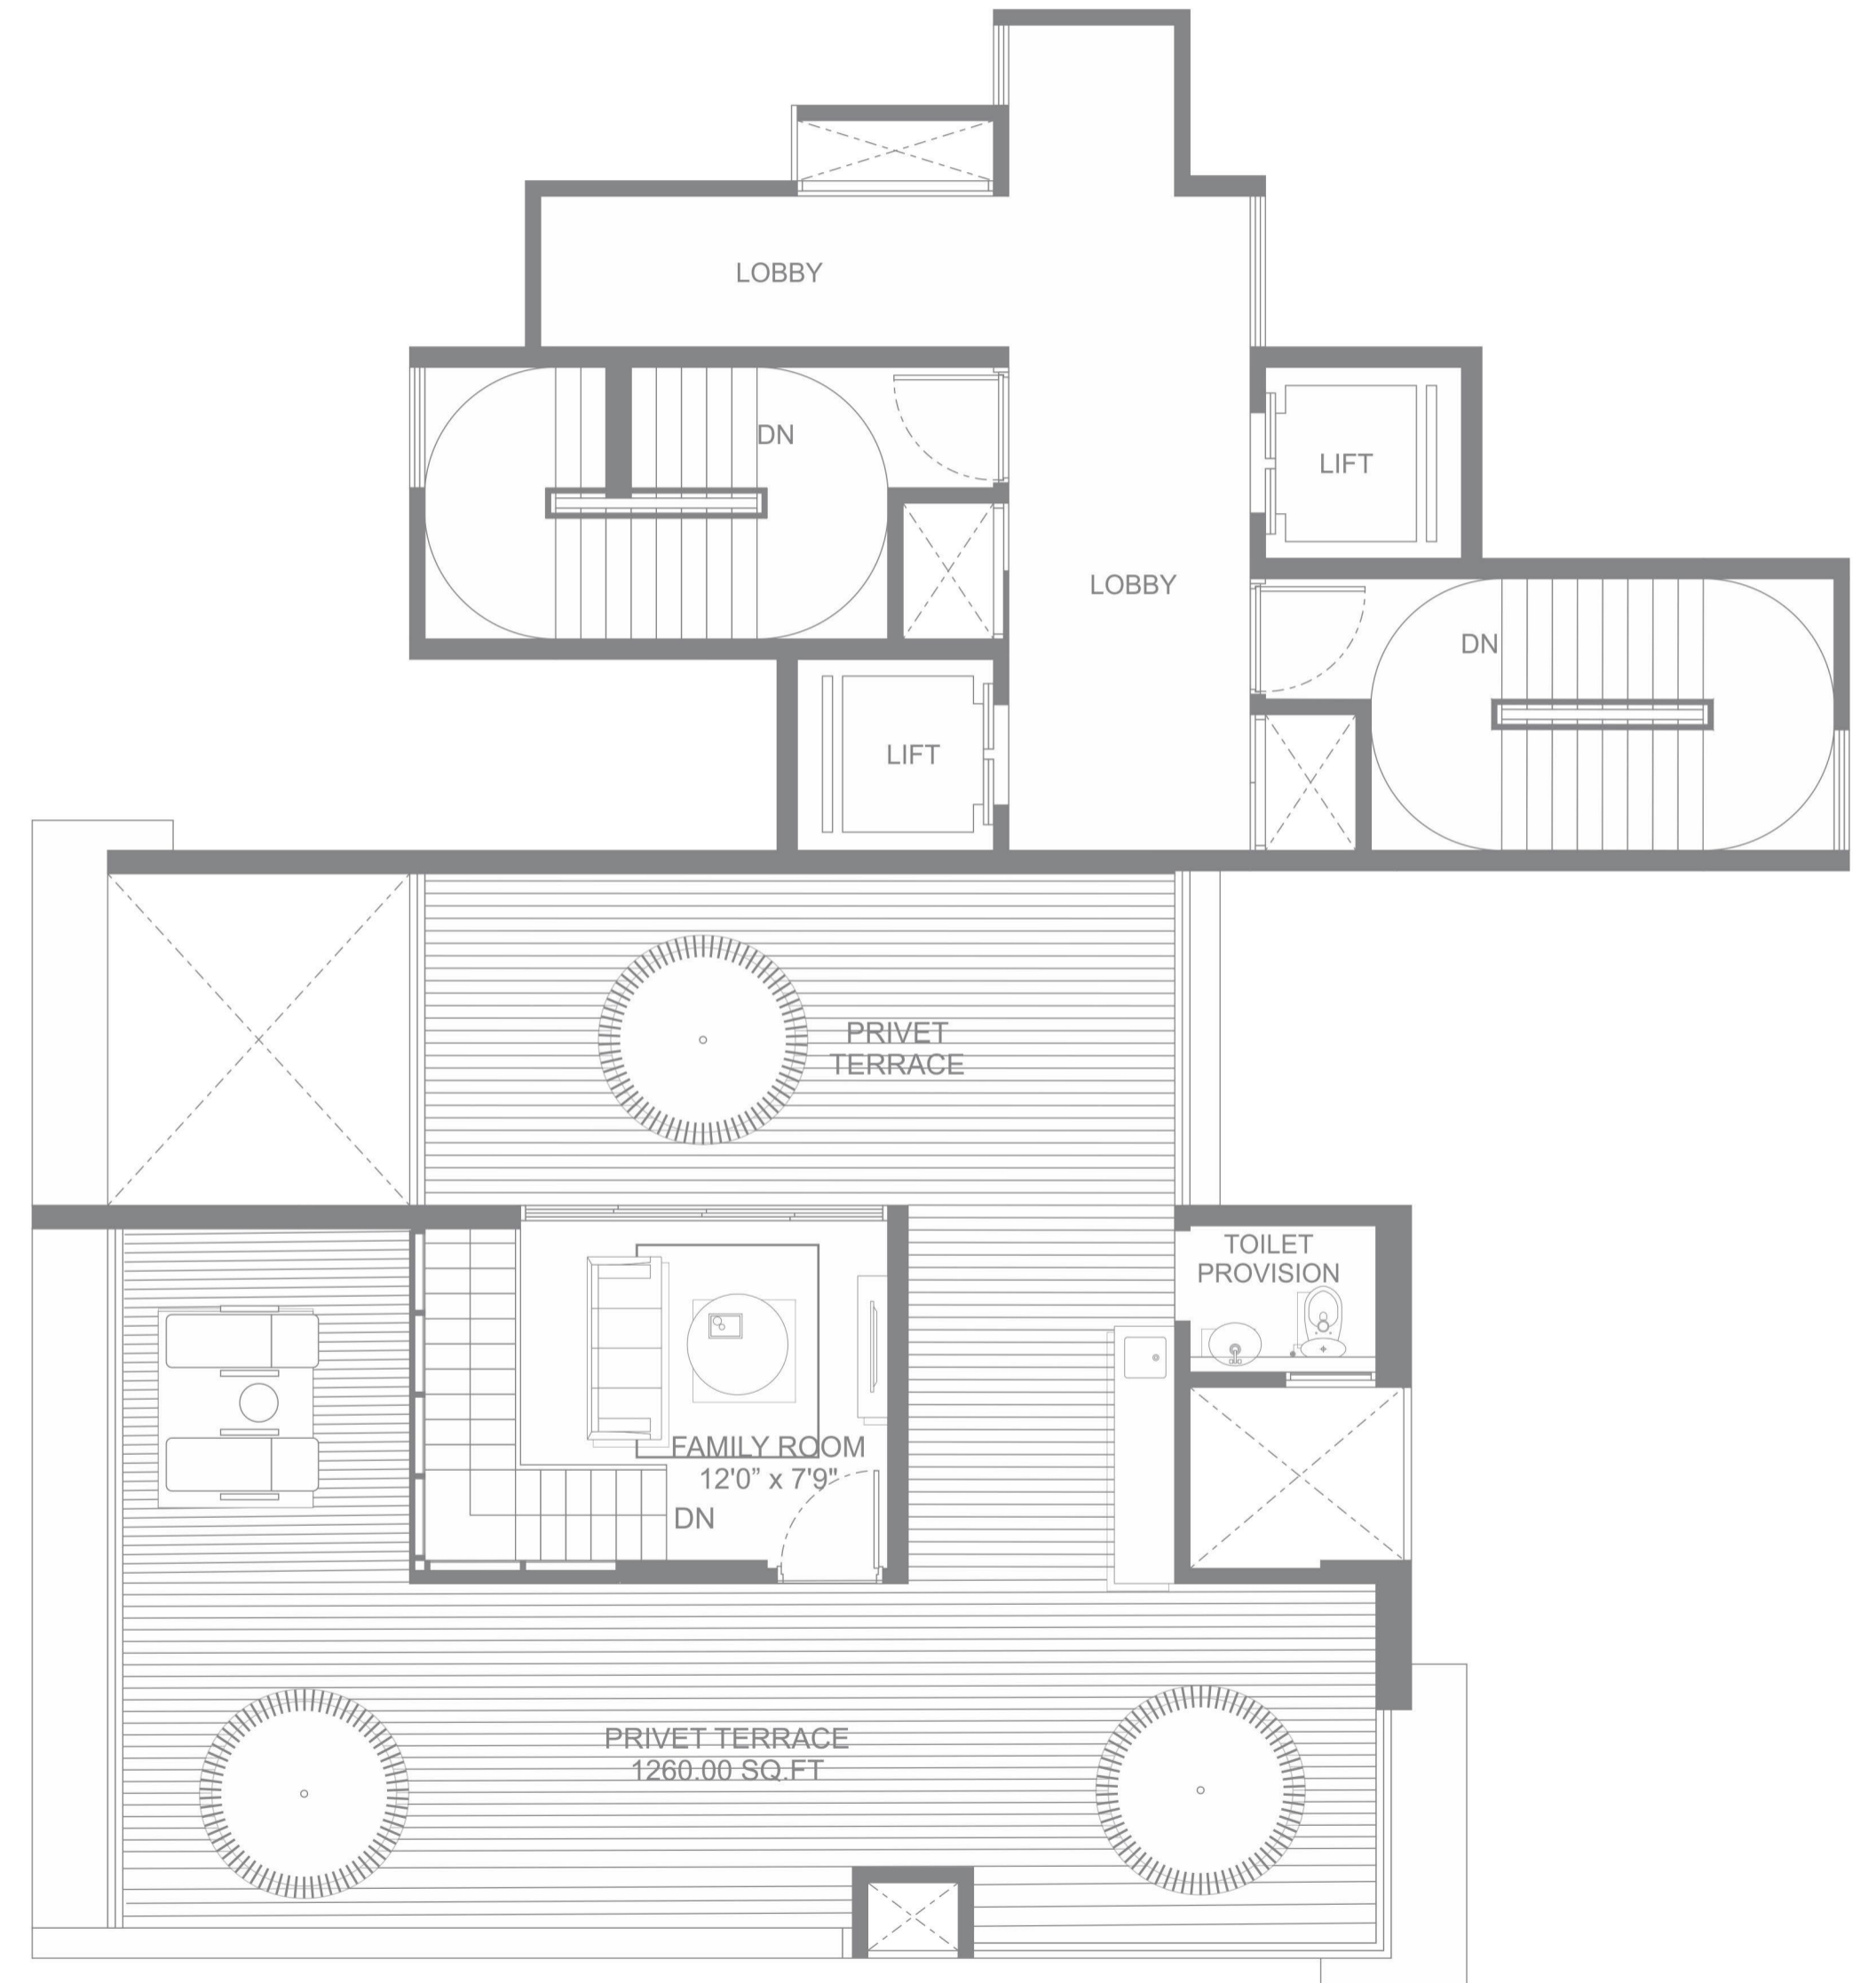 LOBBY
DN
LIFT
LOBBY
DN
LIFT
PRIVET
TERRACE
TOILET
PROVISION
FAMILY ROOM
12'0” x 7'9"
DN
PRIVET TERRACE
1260.00 SQ.FT